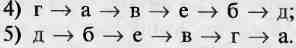 4) г → а → в → е → б → д;
5) д → б → е → в → г → а.